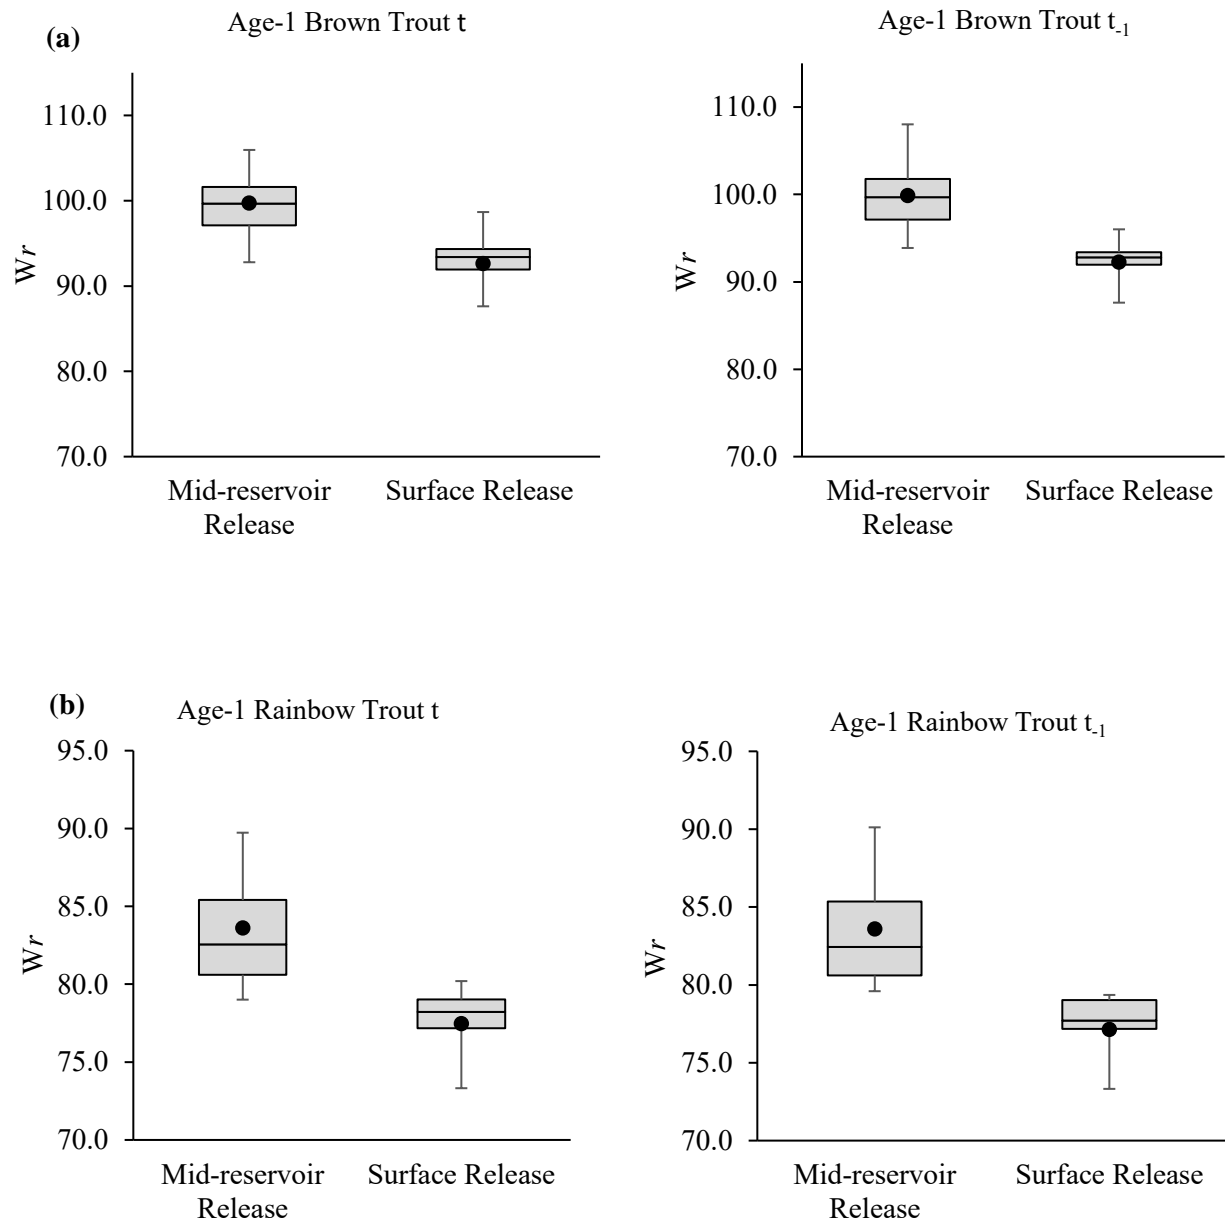 (a)
Age-1 Brown Trout t
110.0
100.0
90.0
80.0
70.0
Wr
Mid-reservoir
Release
Surface Release
Age-1 Brown Trout t-1
110.0
100.0
90.0
80.0
70.0
Wr
Mid-reservoir
Release
Surface Release
(b)
Age-1 Rainbow Trout t
95.0
90.0
85.0
80.0
75.0
70.0
Wr
Mid-reservoir
Release
Surface Release
Age-1 Rainbow Trout t-1
95.0
90.0
85.0
80.0
75.0
70.0
Wr
Mid-reservoir
Release
Surface Release